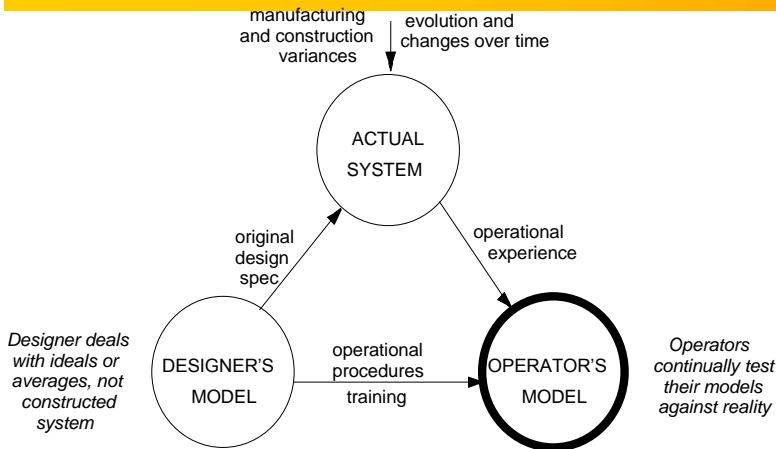 manufacturing
and construction
variances
evolution and
changes over time
ACTUAL
SYSTEM
original
design
spec
operational
experience
Designer deals
with ideals or
averages, not
constructed
system
DESIGNER'S
MODEL
operational
procedures
training
OPERATOR'S
MODEL
Operators
continually test
their models
against reality